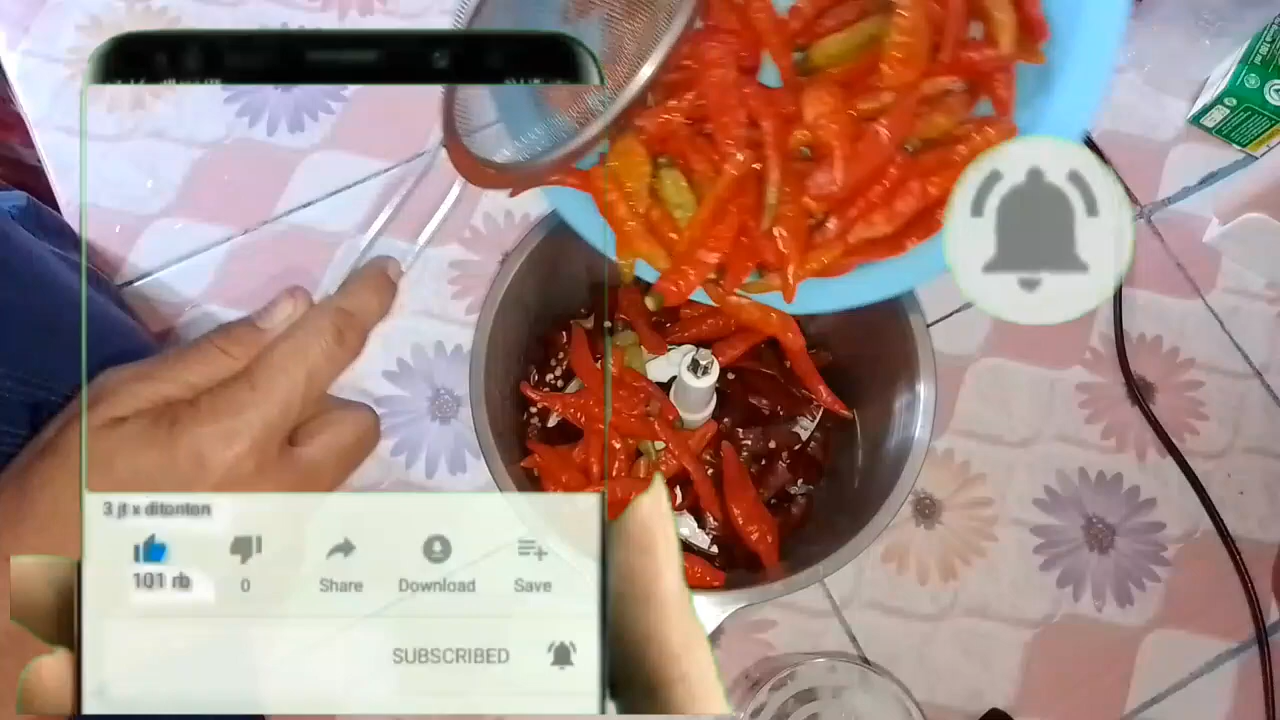 3 jt x ditonton
101 rb
0
Share
Download
Save
SUBSCRIBED